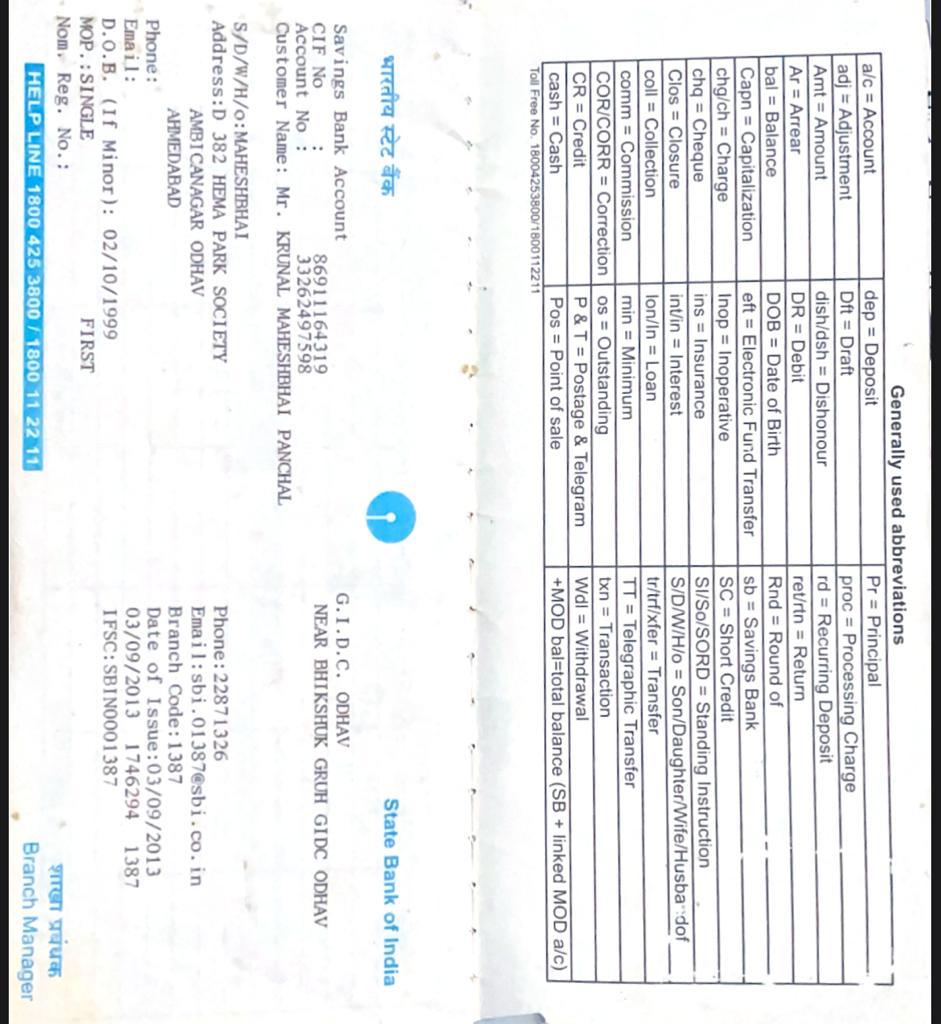 Generally used abbreviations
a/c = Account dep = Deposit Pr = Principal
adj = Adjustment Dft = Draft proc = Processing Charge
Amt = Amount dish/dsh = Dishonour rd = Recurring Deposit
Ar = Arrear DR = Debit ret/rtn = Return
bal = Balance DOB = Date of Birth Rnd = Round of
Capn = Capitalization eft = Electronic Fund Transfer sb = Savings Bank
chg/ch = Charge Inop = Inoperative SC = Short Credit
chq = Cheque ins = Insurance SI/So/SORD = Standing Instruction
Clos = Closure int/in = Interest S/D/W/H/o = Son/Daughter/Wife/Husba dof
coll = Collection lon/ln = Loan tr/trf/xfer = Transfer
comm = Commission min = Minimum TT = Telegraphic Transfer
COR/CORR = Correction os = Outstanding txn = Transaction
CR = Credit P & T = Postage & Telegram Wdl = Withdrawal
cash = Cash Pos = Point of sale +MOD bal=total balance (SB + linked MOD a/c)
Toll Free No. 18004253800/1800112211
भारतीय स्टेट बैंक State Bank of India
Savings Bank Account G.I.D.C. ODHAV
CIF No : 86911164319 NEAR BHIKSHUK GRUH GIDC ODHAV
Account No : 33262497598
Customer Name: Mr. KRUNAL MAHESHBHAI PANCHAL
S/D/W/H/o:MAHESHBHAI
Address:D 382 HEMA PARK SOCIETY Phone:22871326
AMBICANAGAR ODHAV Email:sbi.01387@sbi.co.in
AHMEDABAD Branch Code:1387
Phone: Date of Issue:03/09/2013
Email: 03/09/2013 1746294 1387
D.O.B. (If Minor): 02/10/1999 IFSC:SBIN0001387
MOP.:SINGLE FIRST
Nom. Reg. No.: शाखा प्रबंधक
HELP LINE 1800 425 3800 / 1800 11 22 11 Branch Manager